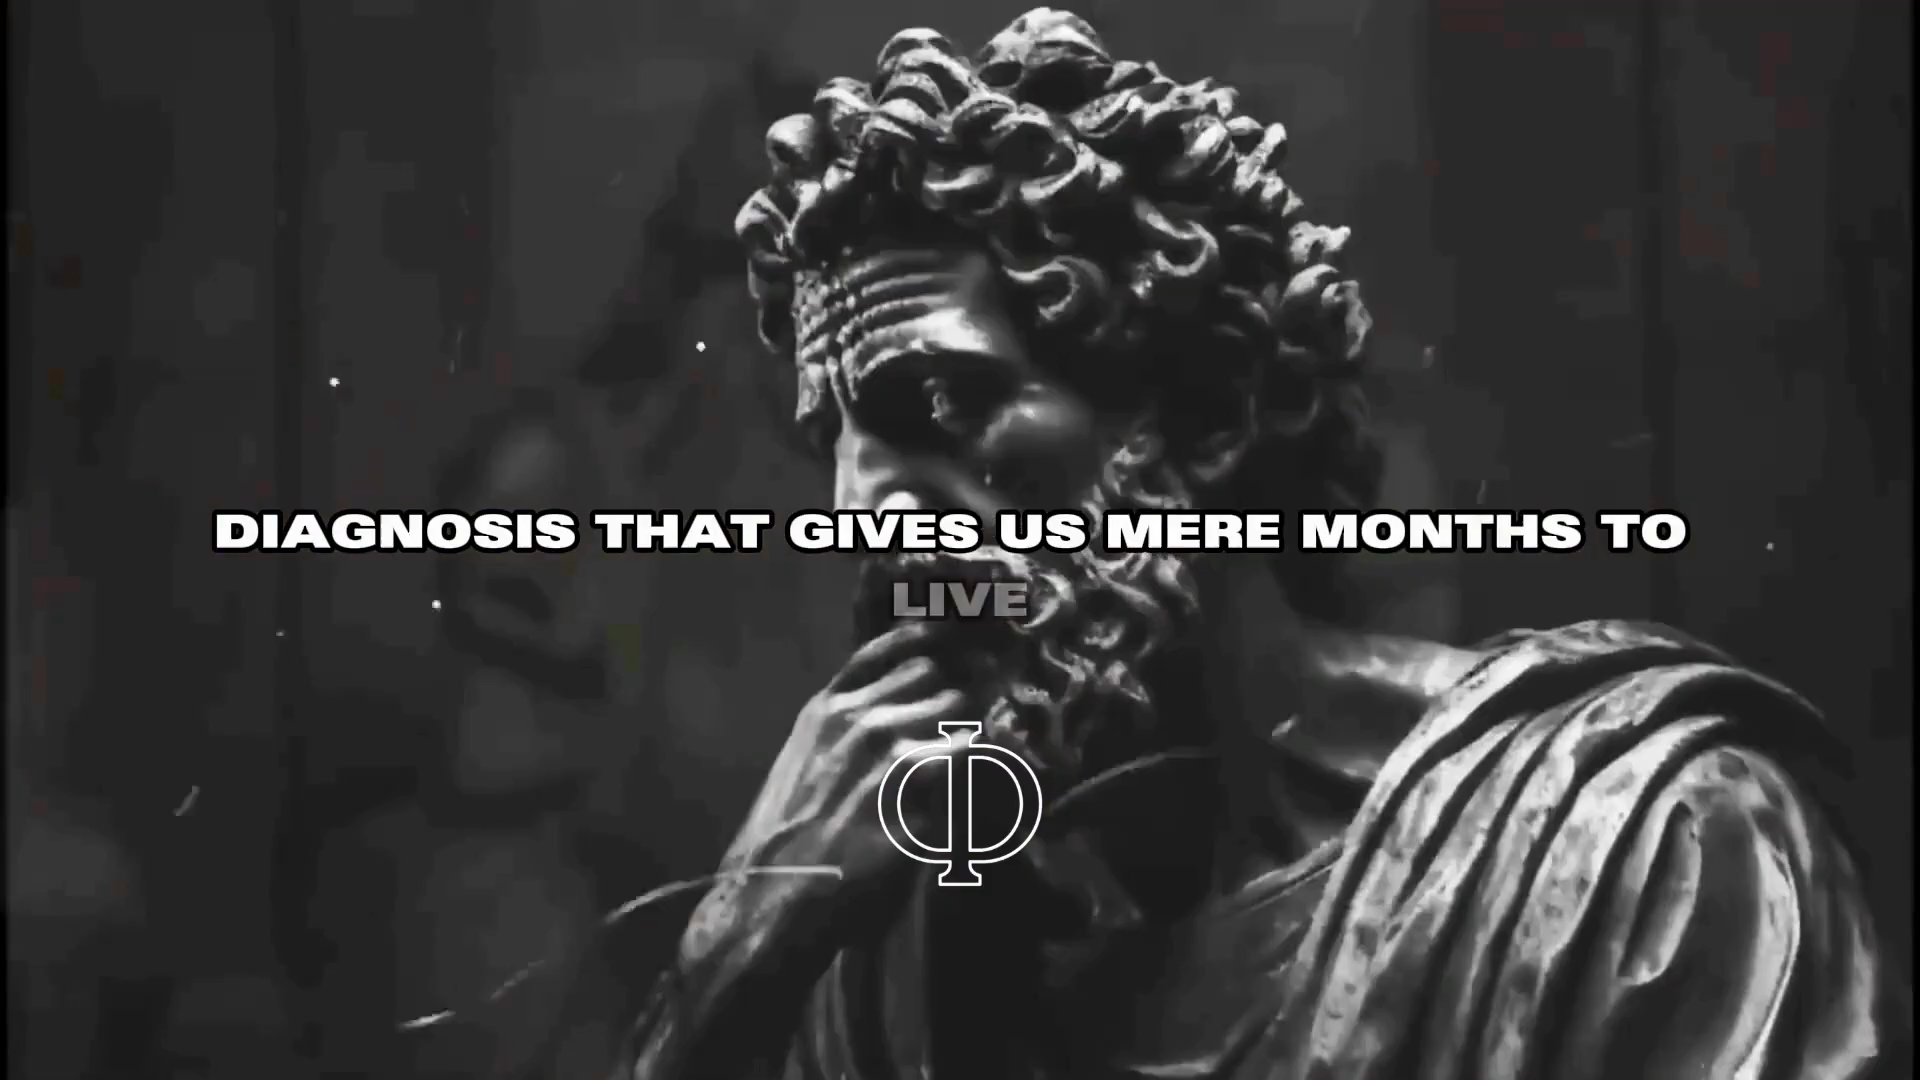 DIAGNOSIS THAT GIVES US MERE MONTHS TO
LIVE
Φ